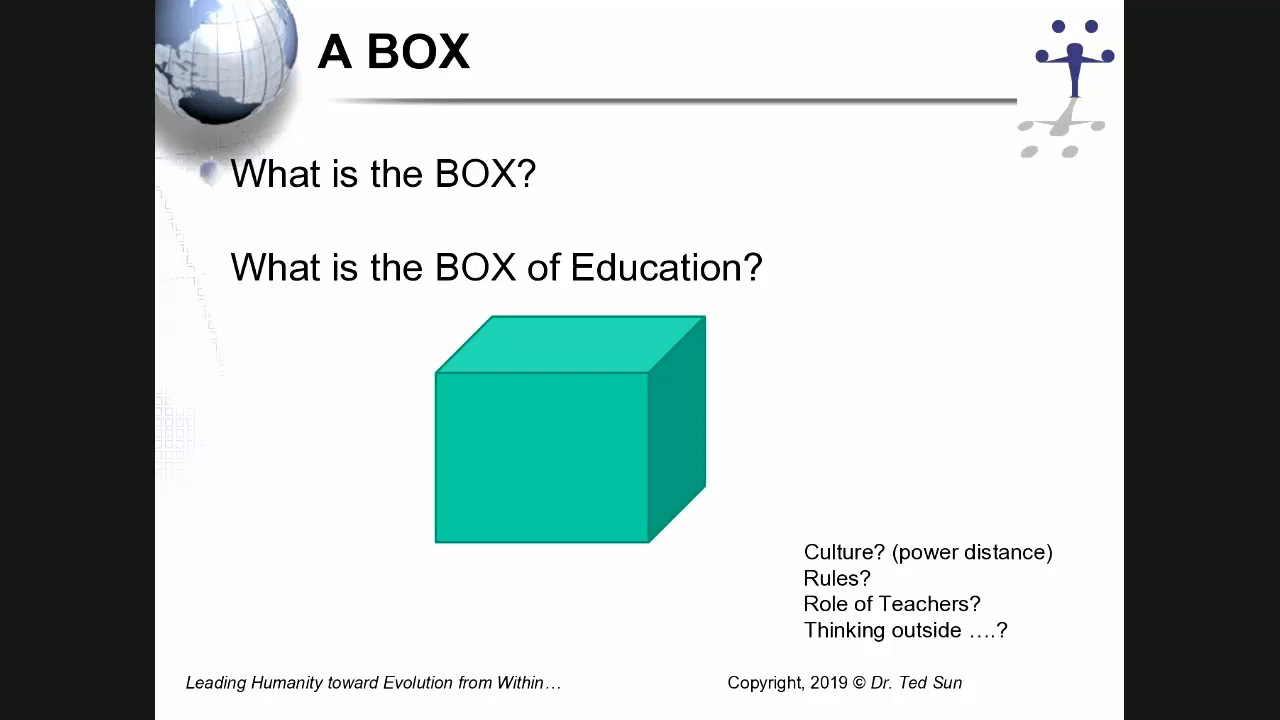 A BOX
What is the BOX?
What is the BOX of Education?
Culture? (power distance)
Rules?
Role of Teachers?
Thinking outside ….?
Leading Humanity toward Evolution from Within…
Copyright, 2019 © Dr. Ted Sun